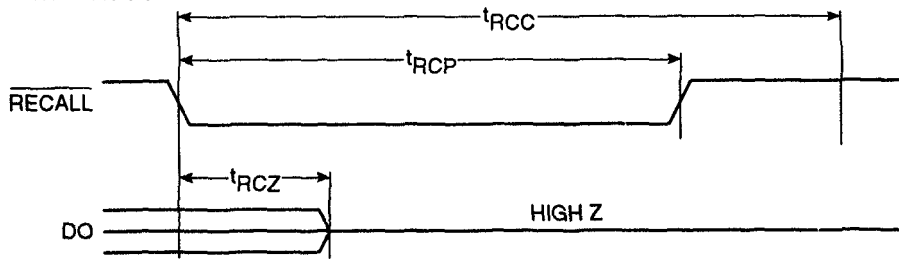 tRCC
tRCP
RECALL
tRCZ
DO
HIGH Z